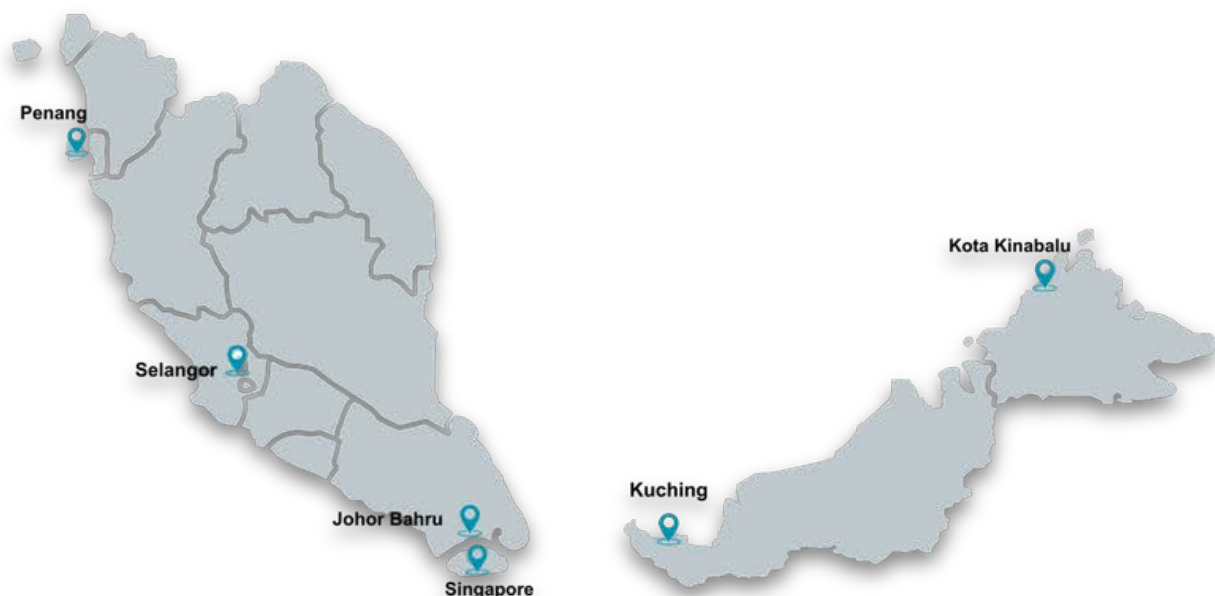 Penang
Kota Kinabalu
Selangor
Kuching
Johor Bahru
Singapore